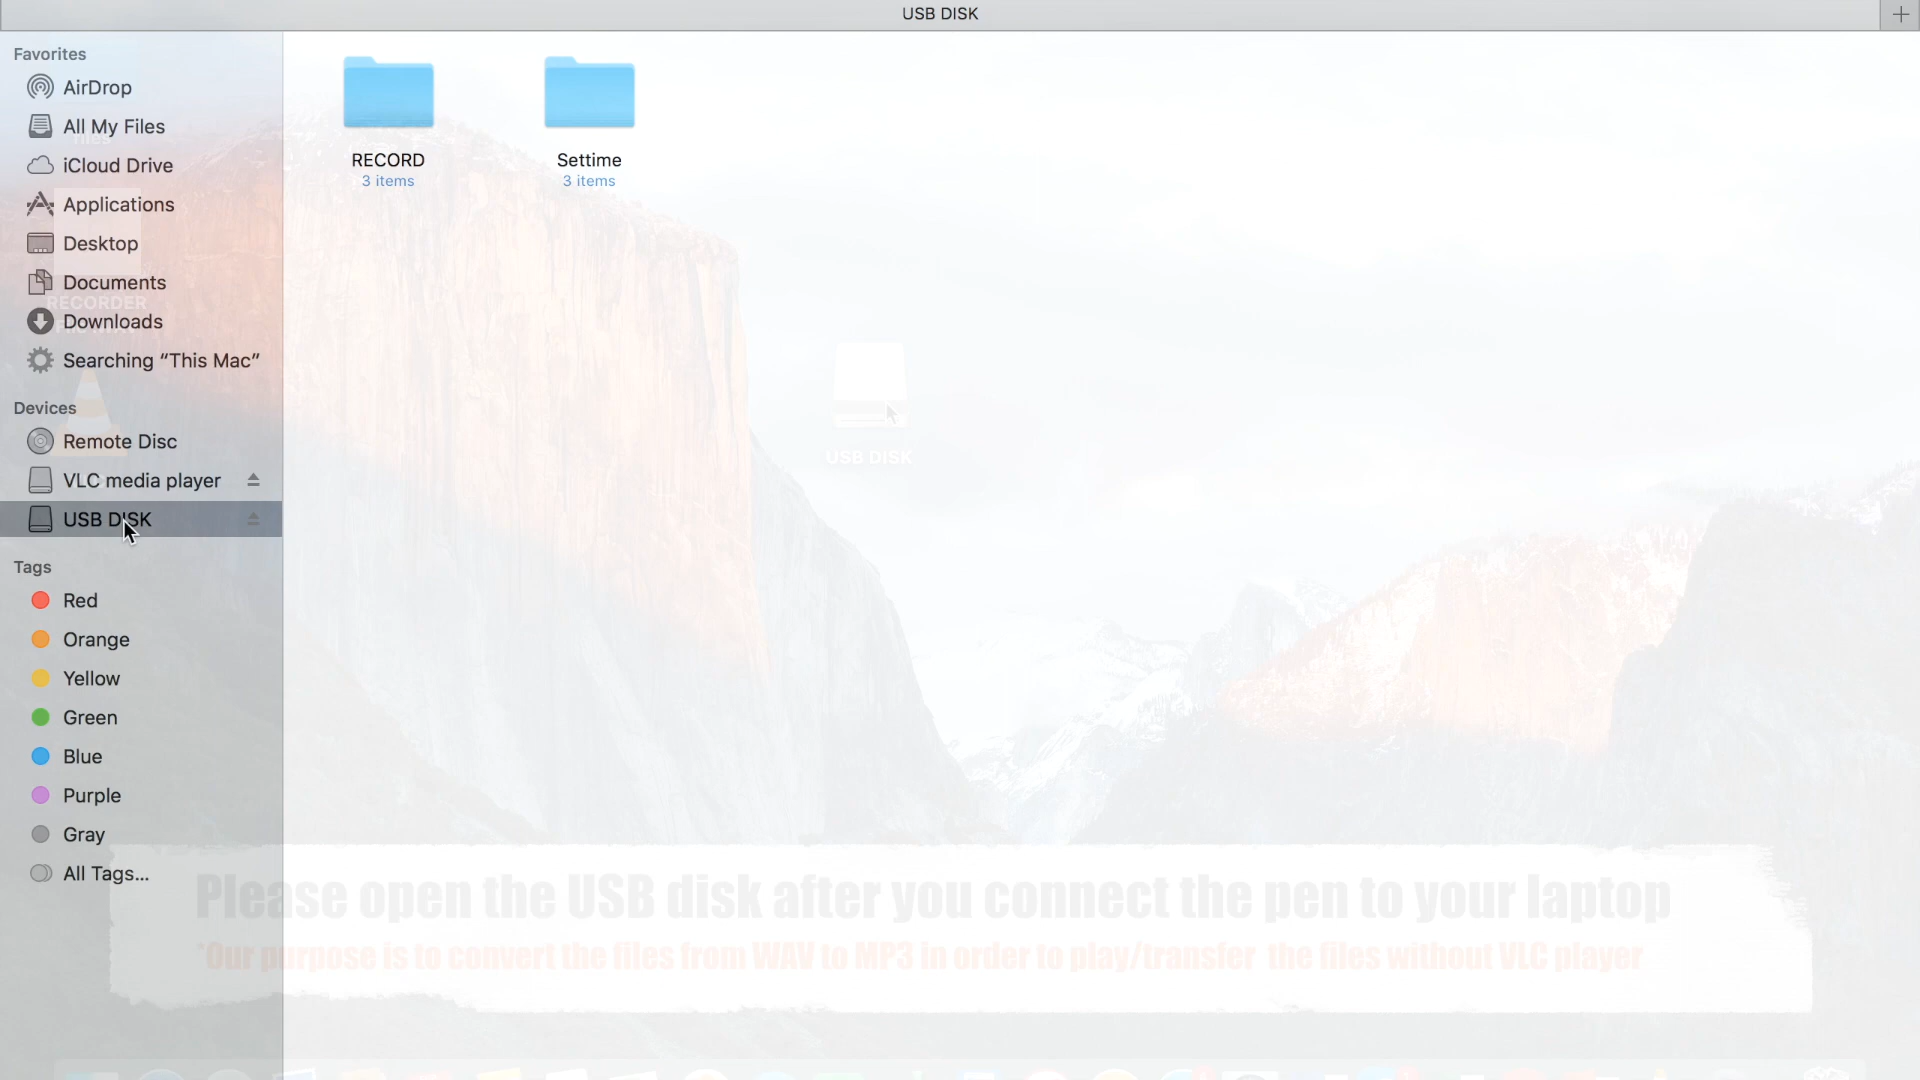 USB DISK
Favorites
AirDrop
All My Files
files
iCloud Drive
Applications
Desktop
Documents
RECORDER
Downloads
Searching “This Mac”
Devices
Remote Disc
VLC media player
USB DISK
Tags
Red
Orange
Yellow
Green
Blue
Purple
Gray
All Tags...
RECORD
3 items
Settime
3 items
USB DISK
Please open the USB disk after you connect the pen to your laptop
*Our purpose is to convert the files from WAV to MP3 in order to play/transfer the files without VLC player